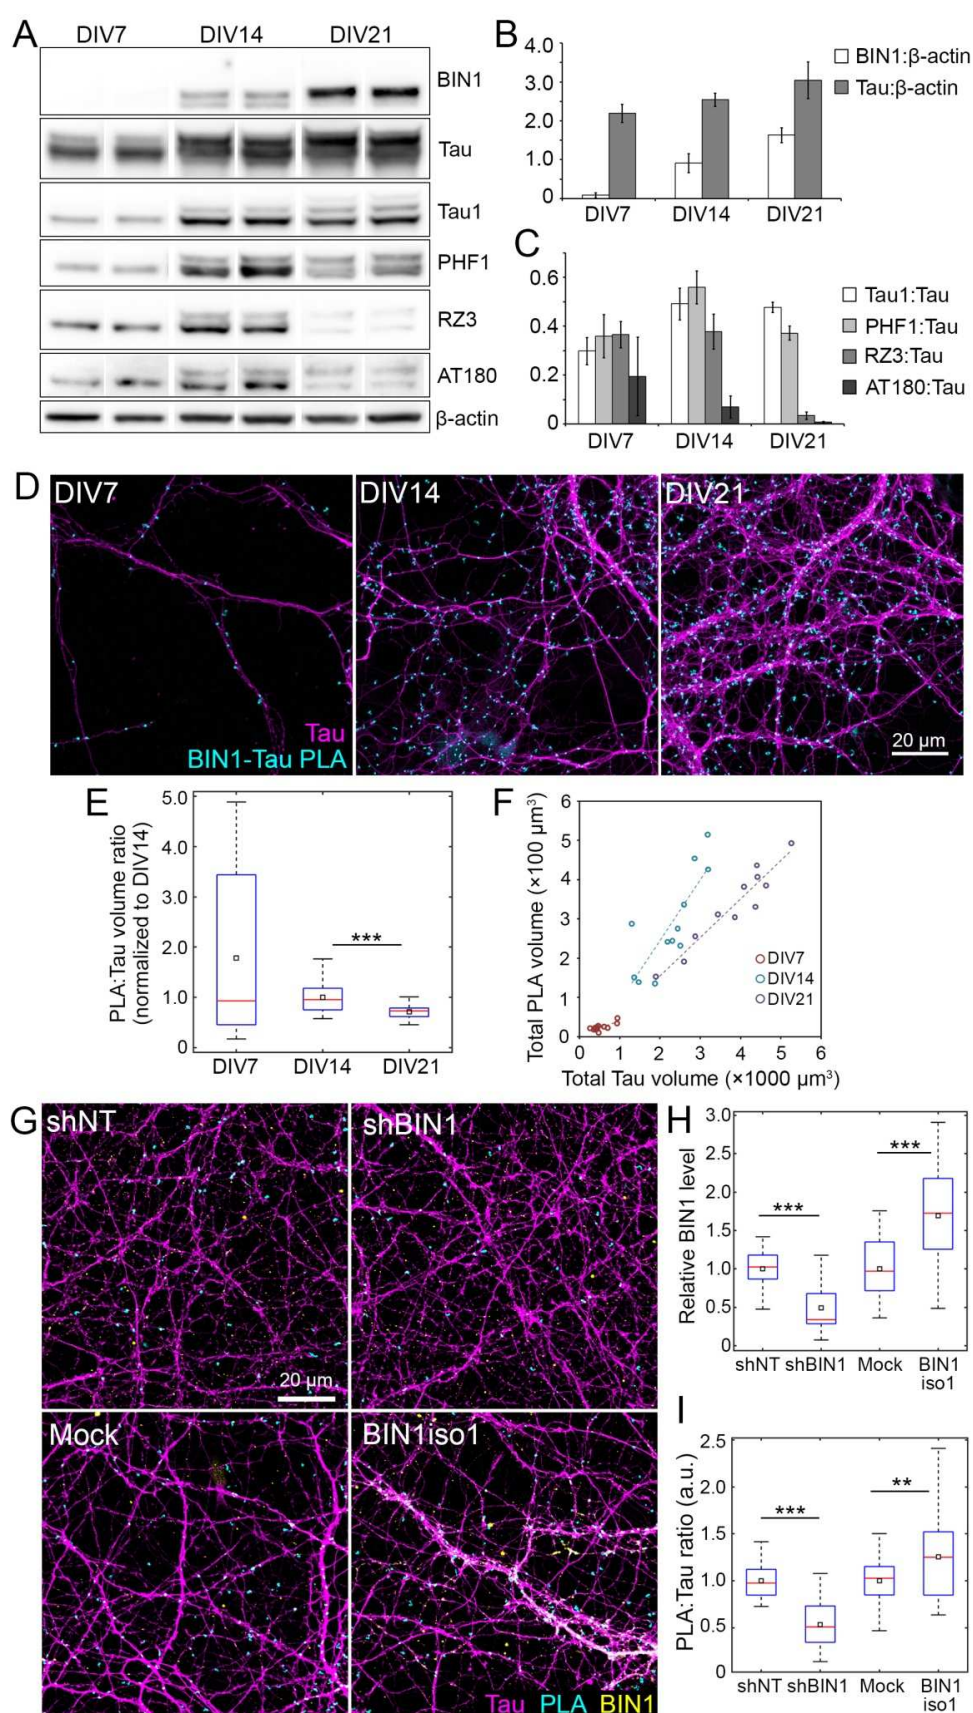 A
DIV7 DIV14 DIV21
BIN1
Tau
Tau1
PHF1
RZ3
AT180
β-actin
B
4.0
3.0
2.0
1.0
0
DIV7 DIV14 DIV21
BIN1:β-actin
Tau:β-actin
C
0.6
0.4
0.2
0
DIV7 DIV14 DIV21
Tau1:Tau
PHF1:Tau
RZ3:Tau
AT180:Tau
D
DIV7
DIV14
DIV21
Tau
BIN1-Tau PLA
20 µm
E
PLA:Tau volume ratio
(normalized to DIV14)
5.0
4.0
3.0
2.0
1.0
0
***
DIV7 DIV14 DIV21
F
Total PLA volume (×100 µm³)
6
5
4
3
2
1
0
DIV7
DIV14
DIV21
0 1 2 3 4 5 6
Total Tau volume (×1000 µm³)
G
shNT
shBIN1
20 µm
Mock
BIN1iso1
Tau PLA BIN1
H
Relative BIN1 level
3.0
2.5
2.0
1.5
1.0
0.5
0
***
***
shNT shBIN1 Mock BIN1
iso1
I
PLA:Tau ratio (a.u.)
2.5
2.0
1.5
1.0
0.5
0
***
**
shNT shBIN1 Mock BIN1
iso1